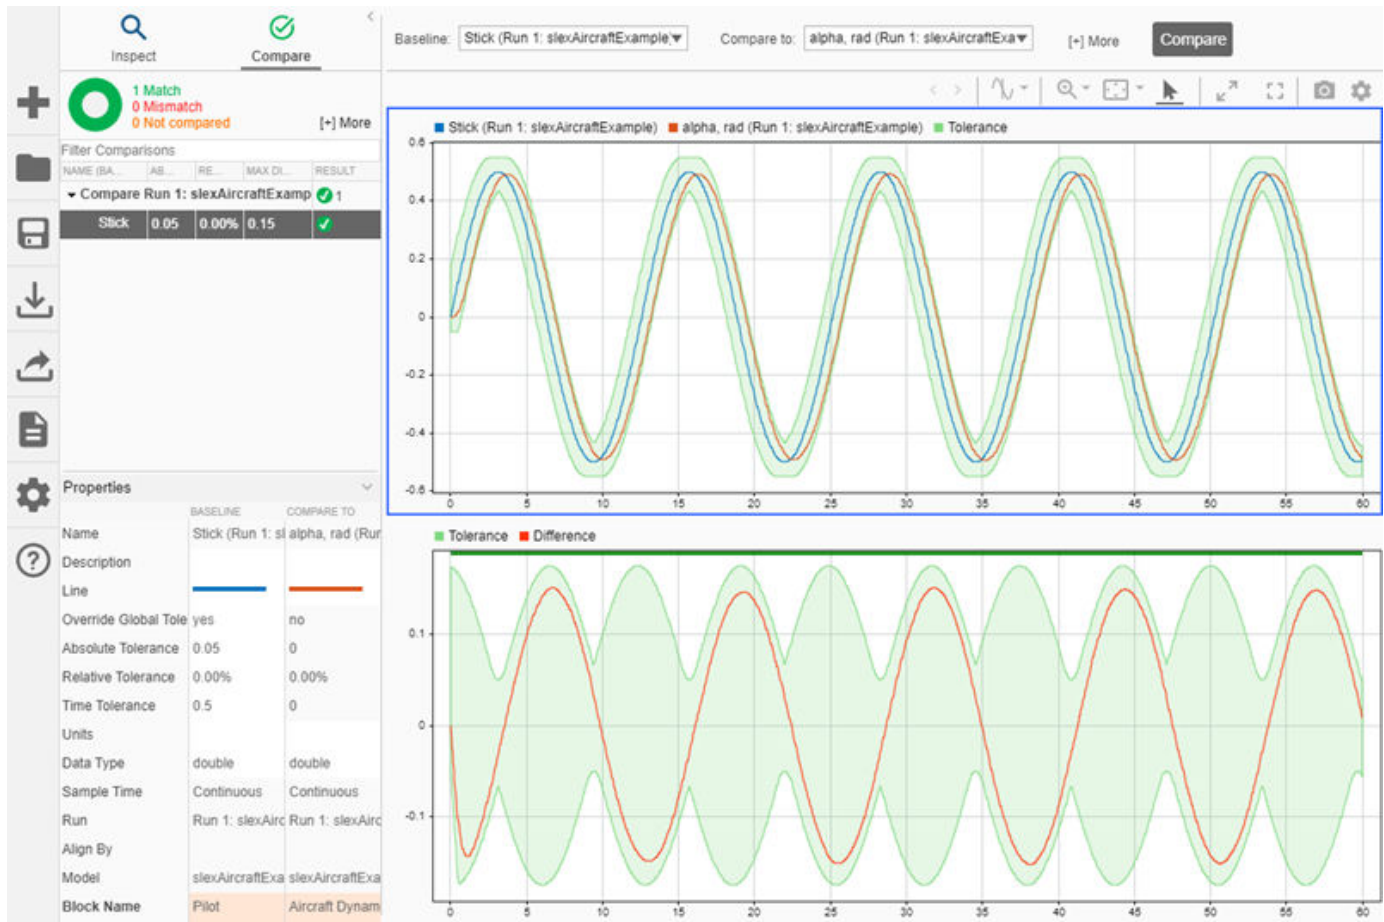 Inspect
Compare
Baseline: Stick (Run 1: slexAircraftExample)
Compare to: alpha, rad (Run 1: slexAircraftExa
[+] More
Compare
1 Match
0 Mismatch
0 Not compared
[+] More
Filter Comparisons
NAME (BA... AB... RE... MAX DI... RESULT
Compare Run 1: slexAircraftExamp 1
Stick 0.05 0.00% 0.15
Stick (Run 1: slexAircraftExample) alpha, rad (Run 1: slexAircraftExample) Tolerance
0.6
0.4
0.2
0
-0.2
-0.4
-0.6
0 5 10 15 20 25 30 35 40 45 50 55 60
Properties
BASELINE COMPARE TO
Name Stick (Run 1: sl alpha, rad (Rur
Description
Line
Override Global Tole yes no
Absolute Tolerance 0.05 0
Relative Tolerance 0.00% 0.00%
Time Tolerance 0.5 0
Units
Data Type double double
Sample Time Continuous Continuous
Run Run 1: slexAirc Run 1: slexAirc
Align By
Model slexAircraftExa slexAircraftExa
Block Name Pilot Aircraft Dynam
Tolerance Difference
0.1
0
-0.1
0 5 10 15 20 25 30 35 40 45 50 55 60